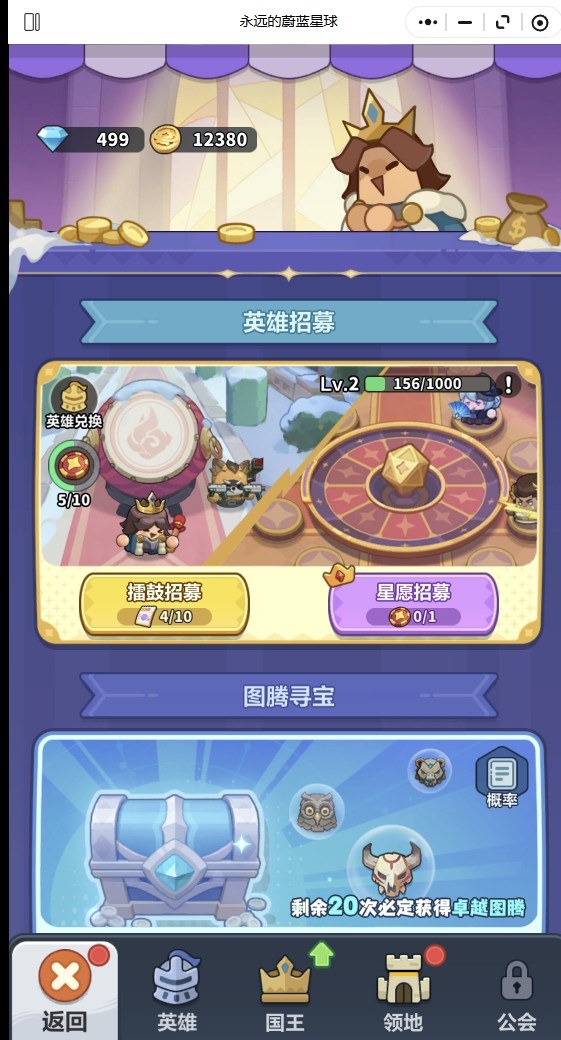 永远的蔚蓝星球
499
12380
英雄招募
Lv.2 156/1000 !
英雄兑换
5/10
擂鼓招募
4/10
星愿招募
0/1
图腾寻宝
概率
剩余20次必定获得卓越图腾
返回
英雄
国王
领地
公会